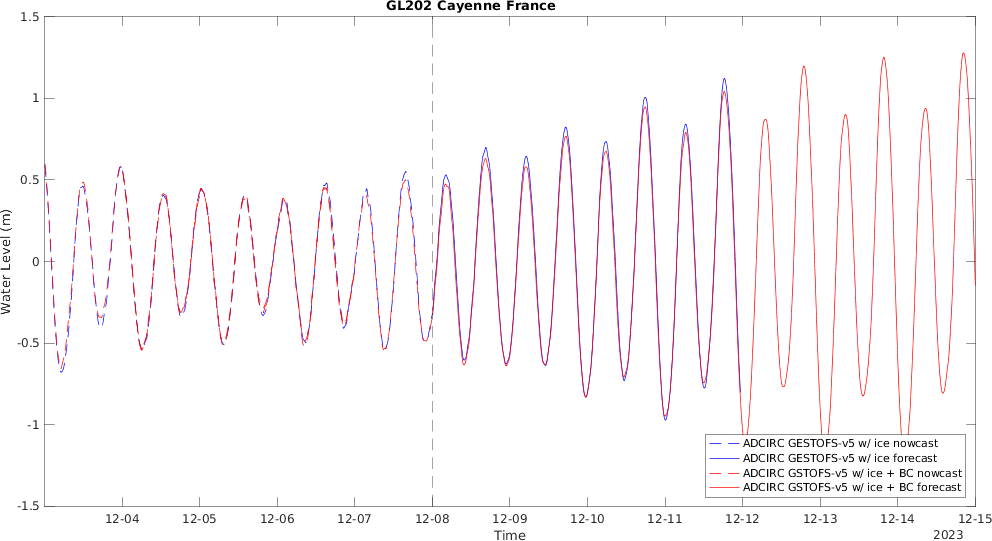 GL202 Cayenne France
1.5
1
0.5
0
-0.5
-1
-1.5
Water Level (m)
ADCIRC GESTOFS-v5 w/ ice nowcast
ADCIRC GESTOFS-v5 w/ ice forecast
ADCIRC GSTOFS-v5 w/ ice + BC nowcast
ADCIRC GSTOFS-v5 w/ ice + BC forecast
12-04 12-05 12-06 12-07 12-08 12-09 12-10 12-11 12-12 12-13 12-14 12-15
Time
2023